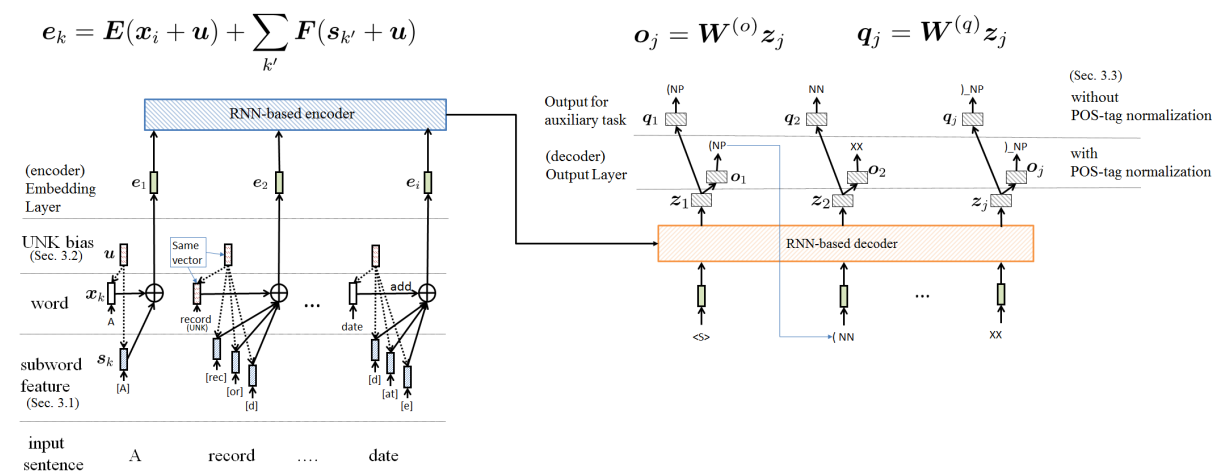 e_k = E(x_i + u) + ∑_{k'} F(s_{k'} + u)
o_j = W^{(o)} z_j
q_j = W^{(q)} z_j
RNN-based encoder
(encoder)
Embedding
Layer
e_1
e_2
e_i
UNK bias
(Sec. 3.2)
u
Same
vector
word
x_k
A
record
(UNK)
...
date
add
subword
feature
(Sec. 3.1)
s_k
[A]
[rec]
[or]
[d]
[d]
[at]
[e]
input
sentence
A
record
....
date
(Sec. 3.3)
Output for
auxiliary task
(NP
NN
)_NP
q_1
q_2
q_j
without
POS-tag normalization
(decoder)
Output Layer
(NP
XX
)_NP
o_1
o_2
o_j
with
POS-tag normalization
z_1
z_2
z_j
RNN-based decoder
...
<S>
( NN
XX